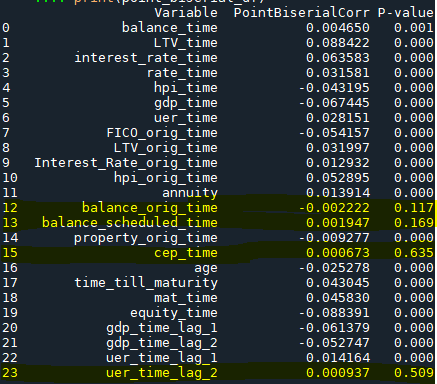 print(point_biserial_df)
Variable PointBiserialCorr P-value
0 balance_time 0.004650 0.001
1 LTV_time 0.088422 0.000
2 interest_rate_time 0.063583 0.000
3 rate_time 0.031581 0.000
4 hpi_time -0.043195 0.000
5 gdp_time -0.067445 0.000
6 uer_time 0.028151 0.000
7 FICO_orig_time -0.054157 0.000
8 LTV_orig_time 0.031997 0.000
9 Interest_Rate_orig_time 0.012932 0.000
10 hpi_orig_time 0.052895 0.000
11 annuity 0.013914 0.000
12 balance_orig_time -0.002222 0.117
13 balance_scheduled_time 0.001947 0.169
14 property_orig_time -0.009277 0.000
15 cep_time 0.000673 0.635
16 age -0.025278 0.000
17 time_till_maturity 0.043045 0.000
18 mat_time 0.045830 0.000
19 equity_time -0.088391 0.000
20 gdp_time_lag_1 -0.061379 0.000
21 gdp_time_lag_2 -0.052747 0.000
22 uer_time_lag_1 0.014164 0.000
23 uer_time_lag_2 0.000937 0.509